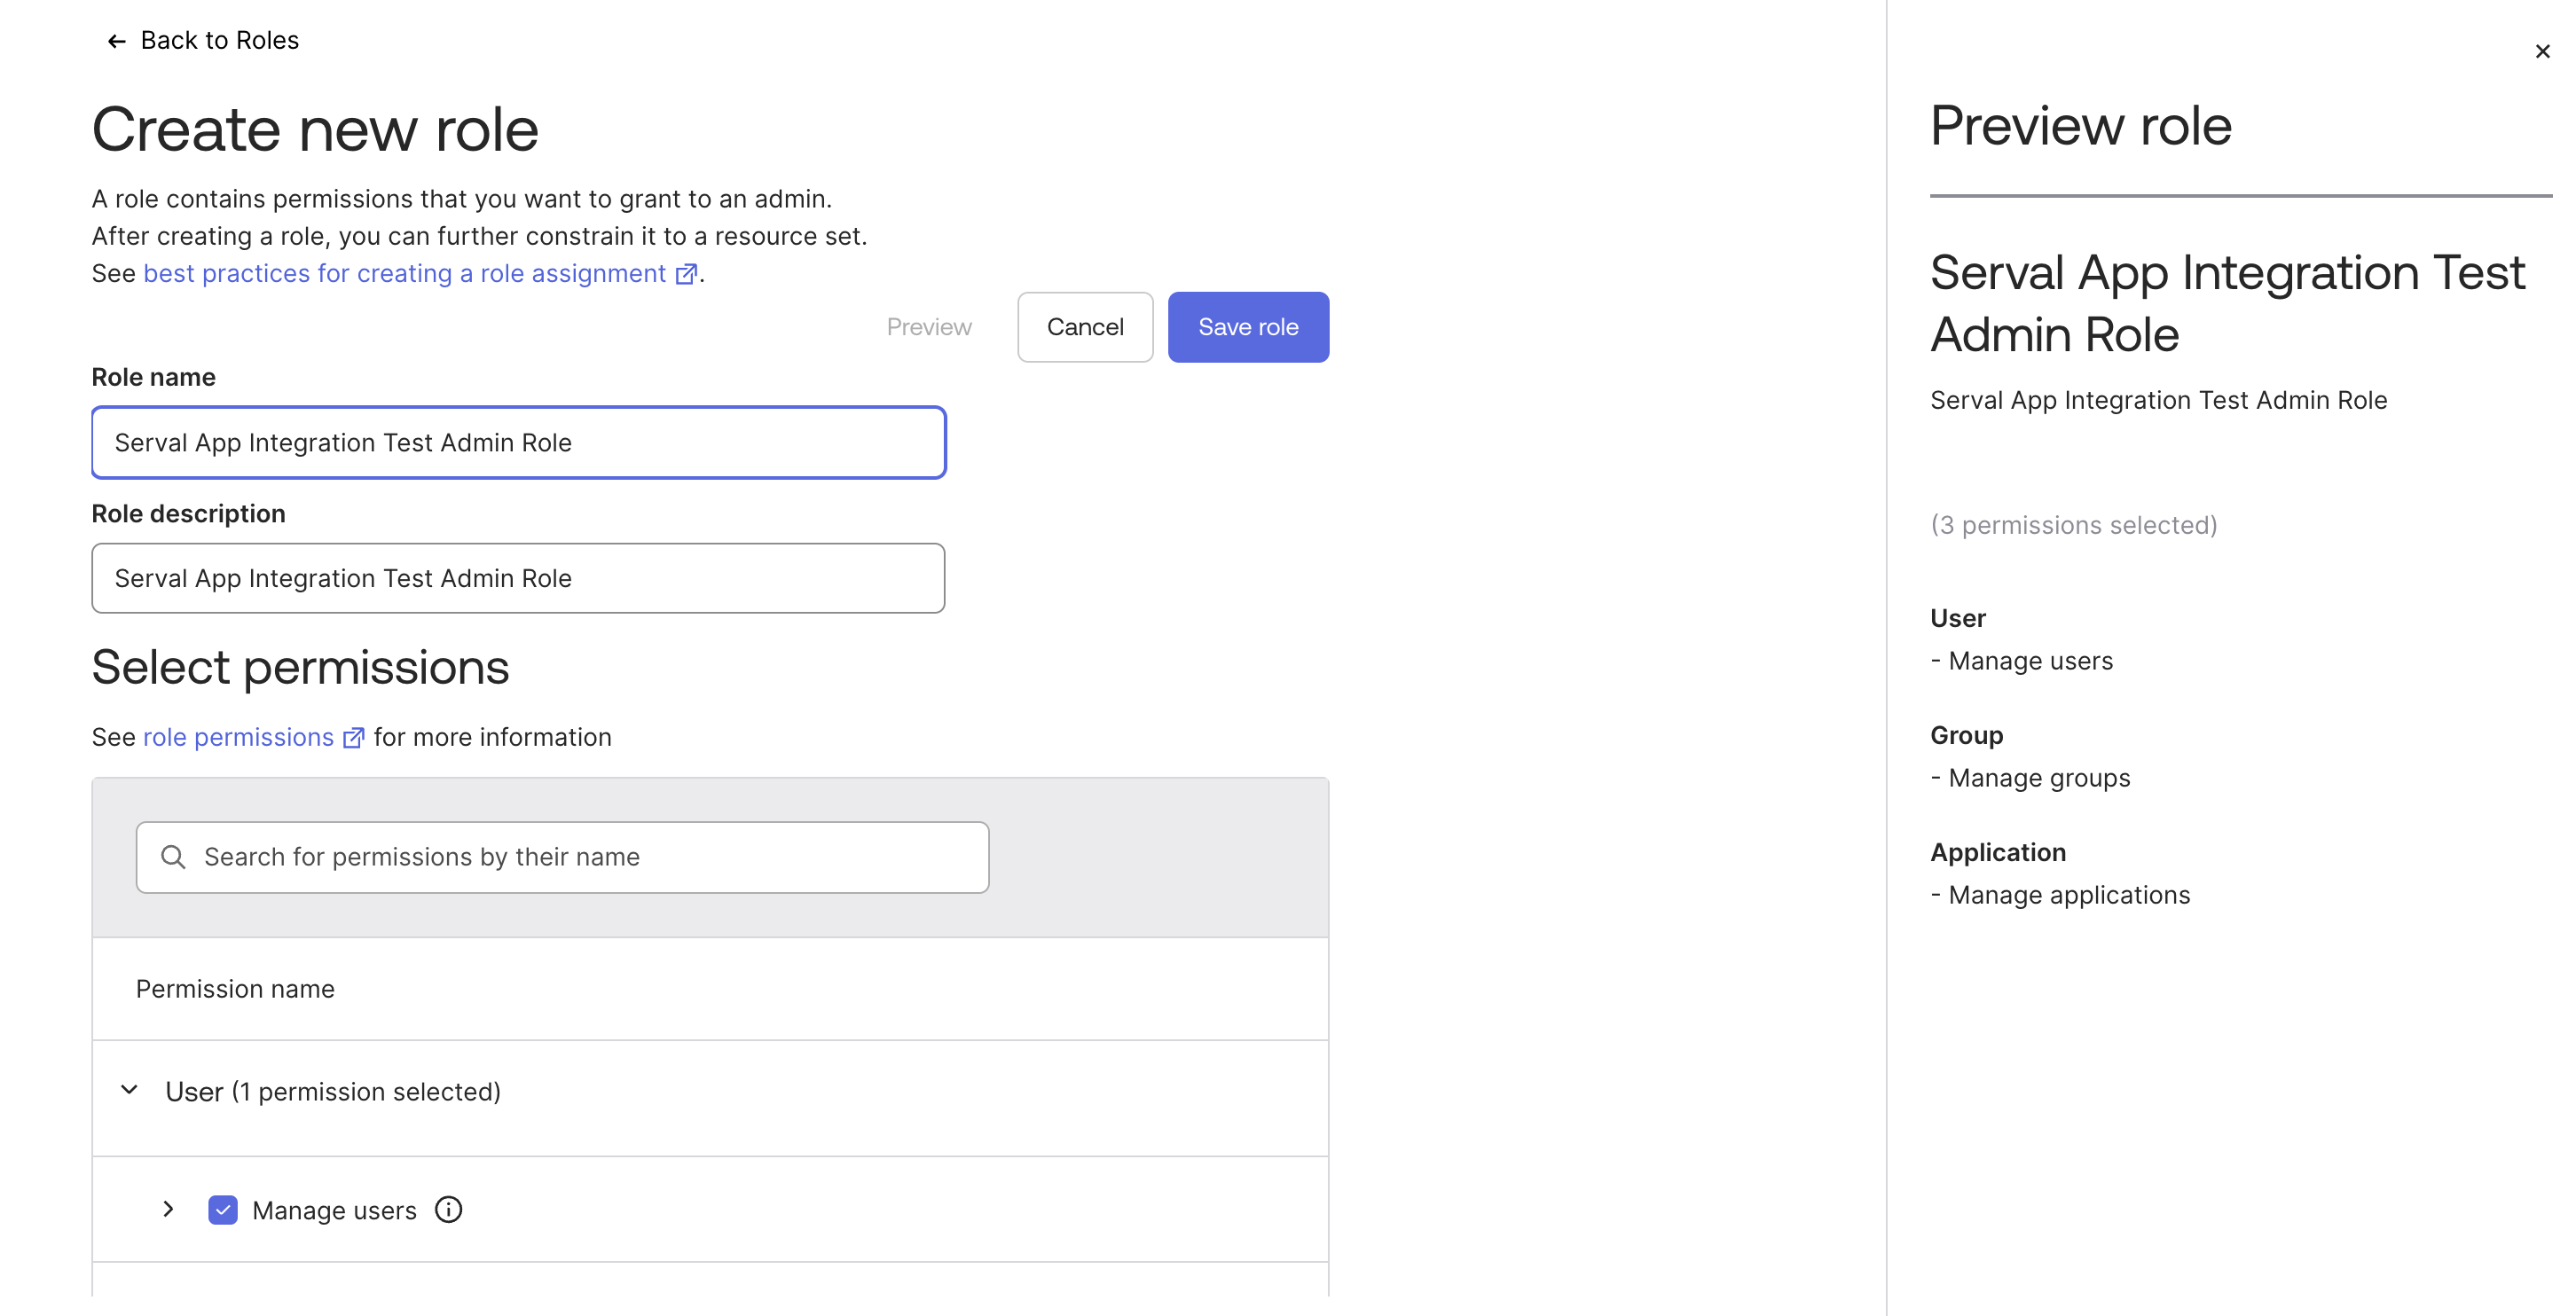 Back to Roles
Create new role
A role contains permissions that you want to grant to an admin.
After creating a role, you can further constrain it to a resource set.
See best practices for creating a role assignment.
Preview
Cancel
Save role
Role name
Serval App Integration Test Admin Role
Role description
Serval App Integration Test Admin Role
Select permissions
See role permissions for more information
Search for permissions by their name
Permission name
User (1 permission selected)
Manage users
Preview role
Serval App Integration Test
Admin Role
Serval App Integration Test Admin Role
(3 permissions selected)
User
- Manage users
Group
- Manage groups
Application
- Manage applications